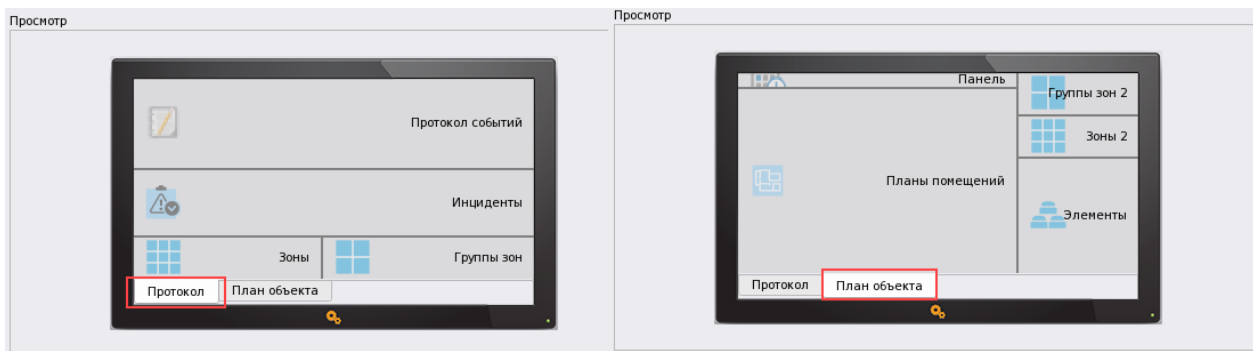 Просмотр
Протокол событий
Инциденты
Зоны
Группы зон
Протокол
План объекта
Просмотр
Панель
Группы зон 2
Зоны 2
Планы помещений
Элементы
Протокол
План объекта